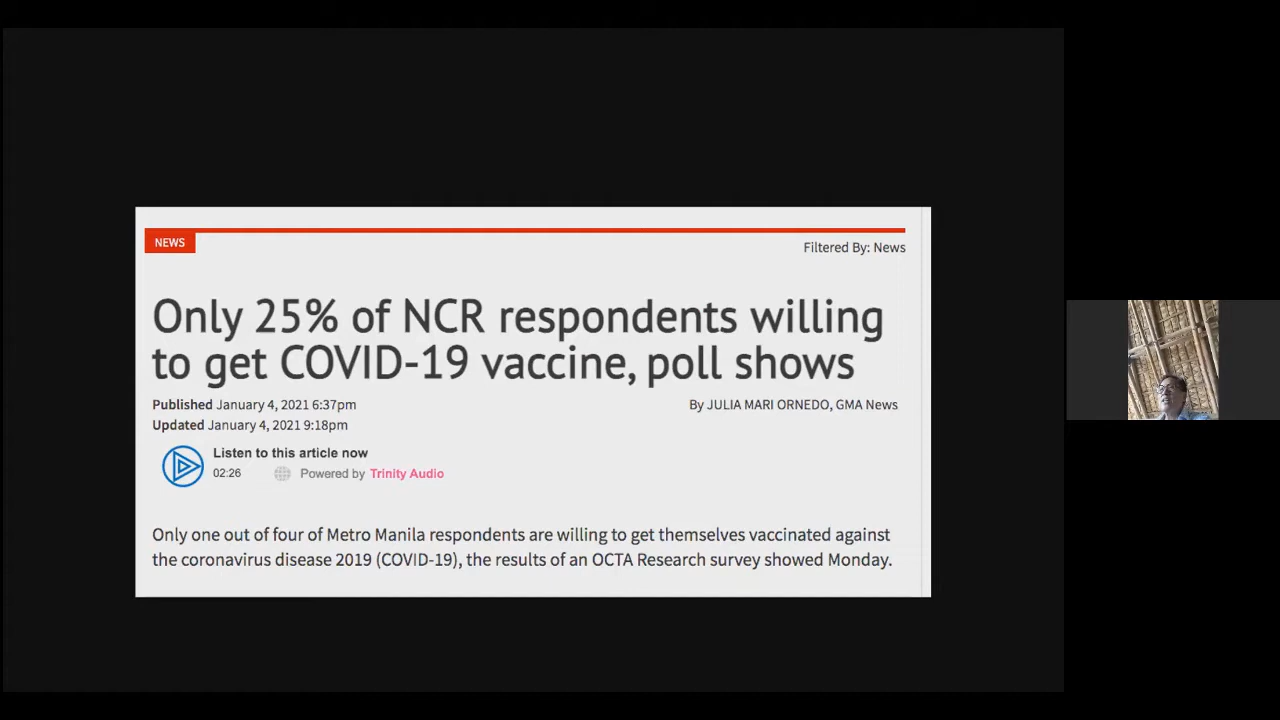 NEWS
Filtered By: News
Only 25% of NCR respondents willing
to get COVID-19 vaccine, poll shows
Published January 4, 2021 6:37pm
By JULIA MARI ORNEDO, GMA News
Updated January 4, 2021 9:18pm
Listen to this article now
02:26 Powered by Trinity Audio
Only one out of four of Metro Manila respondents are willing to get themselves vaccinated against
the coronavirus disease 2019 (COVID-19), the results of an OCTA Research survey showed Monday.